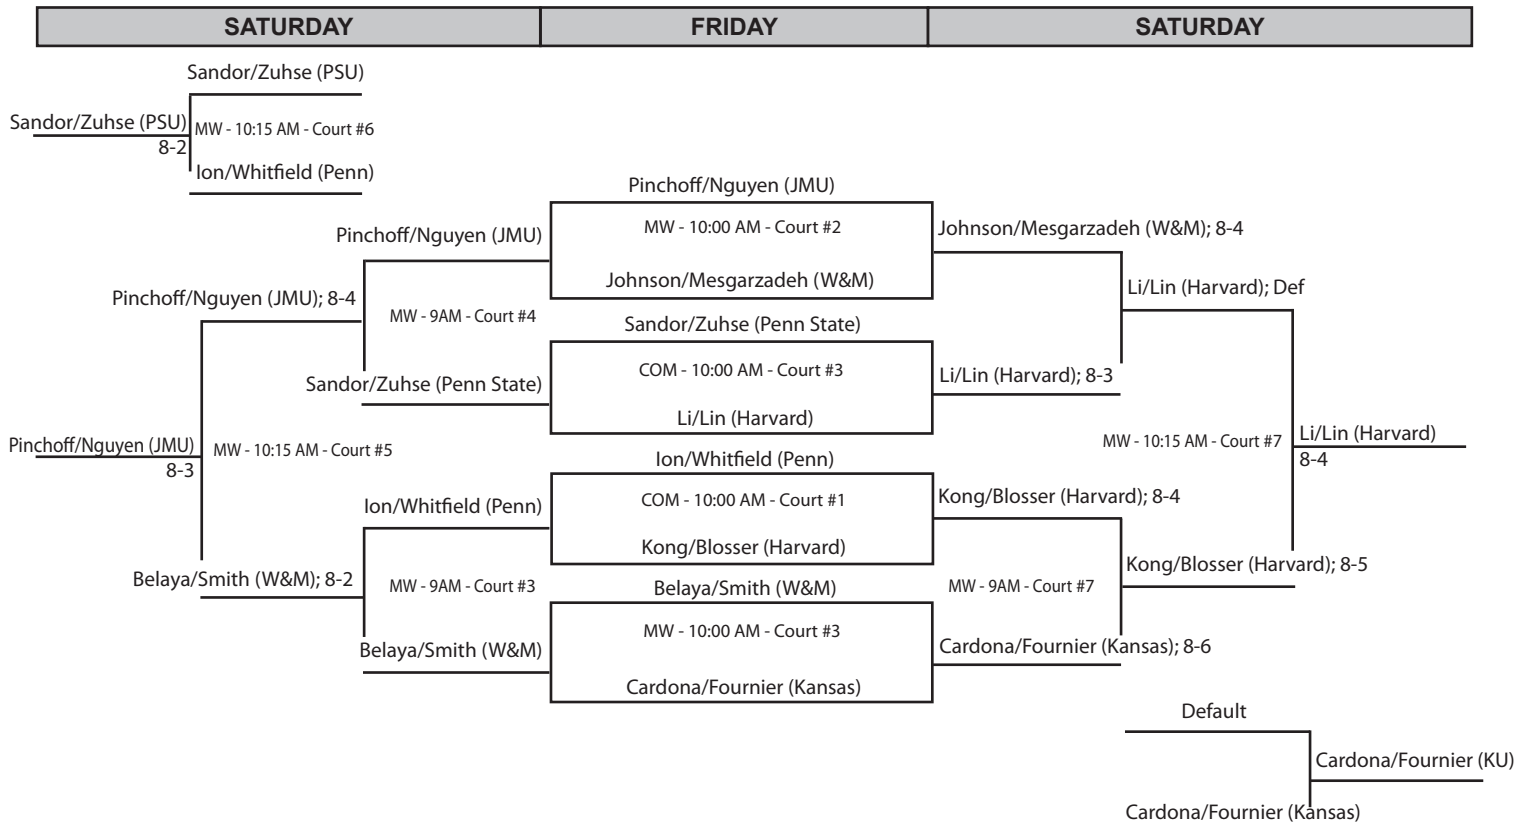 SATURDAY
FRIDAY
SATURDAY
Sandor/Zuhse (PSU)
Sandor/Zuhse (PSU)
MW - 10:15 AM - Court #6
8-2
Ion/Whitfield (Penn)
Pinchoff/Nguyen (JMU)
Pinchoff/Nguyen (JMU)
MW - 10:00 AM - Court #2
Johnson/Mesgarzadeh (W&M); 8-4
Johnson/Mesgarzadeh (W&M)
Pinchoff/Nguyen (JMU); 8-4
Li/Lin (Harvard); Def
MW - 9AM - Court #4
Sandor/Zuhse (Penn State)
COM - 10:00 AM - Court #3
Sandor/Zuhse (Penn State)
Li/Lin (Harvard); 8-3
Li/Lin (Harvard)
Pinchoff/Nguyen (JMU)
8-3
MW - 10:15 AM - Court #5
MW - 10:15 AM - Court #7
Li/Lin (Harvard)
8-4
Ion/Whitfield (Penn)
Ion/Whitfield (Penn)
COM - 10:00 AM - Court #1
Kong/Blosser (Harvard); 8-4
Kong/Blosser (Harvard)
Belaya/Smith (W&M); 8-2
MW - 9AM - Court #3
Belaya/Smith (W&M)
MW - 9AM - Court #7
Kong/Blosser (Harvard); 8-5
MW - 10:00 AM - Court #3
Belaya/Smith (W&M)
Cardona/Fournier (Kansas); 8-6
Cardona/Fournier (Kansas)
Default
Cardona/Fournier (KU)
Cardona/Fournier (Kansas)